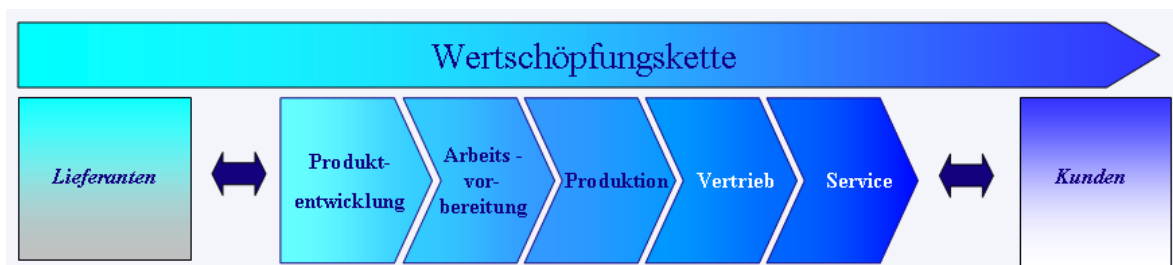 Wertschöpfungskette
Lieferanten
Produkt-
entwicklung
Arbeits -
vor-
bereitung
Produktion
Vertrieb
Service
Kunden